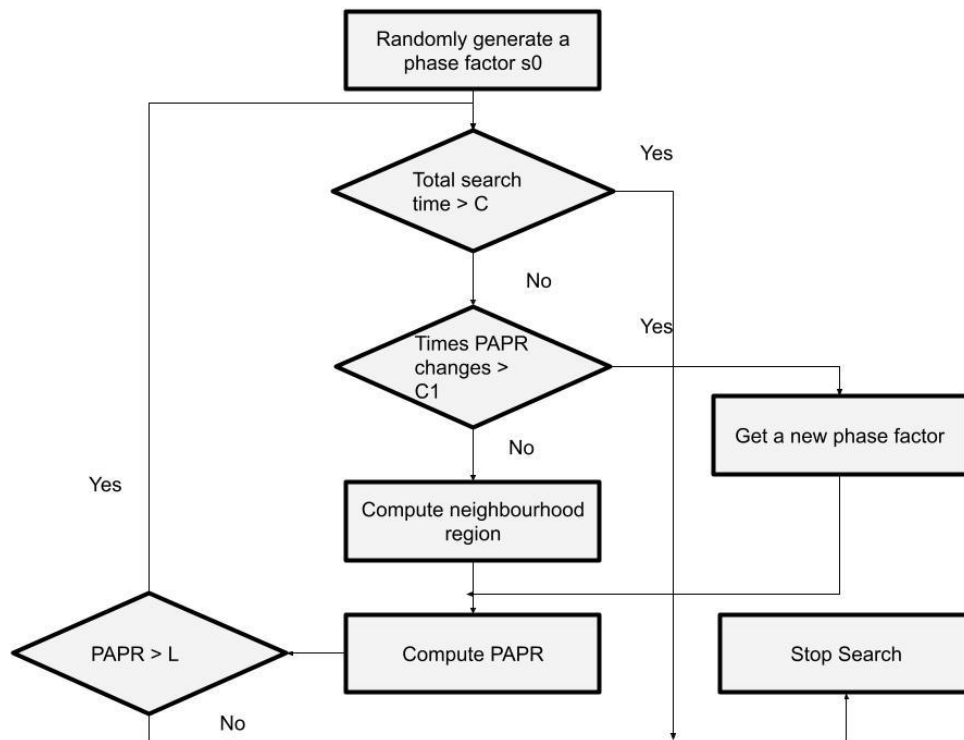 Randomly generate a
phase factor s0
Yes
Total search
time > C
No
Yes
Times PAPR
changes >
C1
Get a new phase factor
No
Yes
Compute neighbourhood
region
PAPR > L
Compute PAPR
Stop Search
No